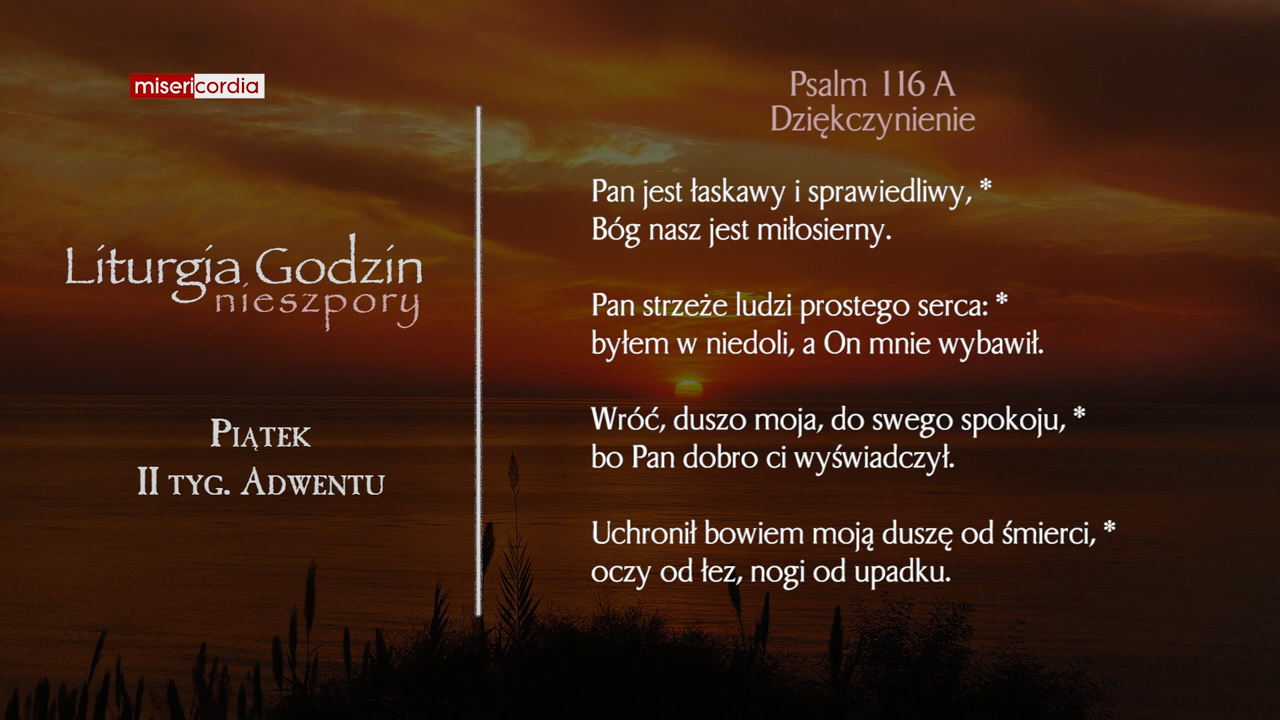 misericordia
Liturgia Godzin
nieszpory
Piątek
II tyg. Adwentu
Psalm 116 A
Dziękczynienie
Pan jest łaskawy i sprawiedliwy, *
Bóg nasz jest miłosierny.
Pan strzeże ludzi prostego serca: *
byłem w niedoli, a On mnie wybawił.
Wróć, duszo moja, do swego spokoju, *
bo Pan dobro ci wyświadczył.
Uchronił bowiem moją duszę od śmierci, *
oczy od łez, nogi od upadku.